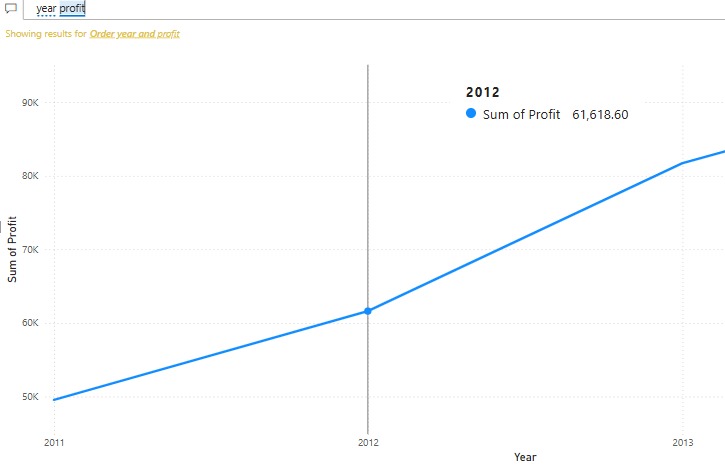 year profit
Showing results for Order year and profit
2012
Sum of Profit 61,618.60
90K
80K
70K
60K
50K
Sum of Profit
2011 2012 2013
Year